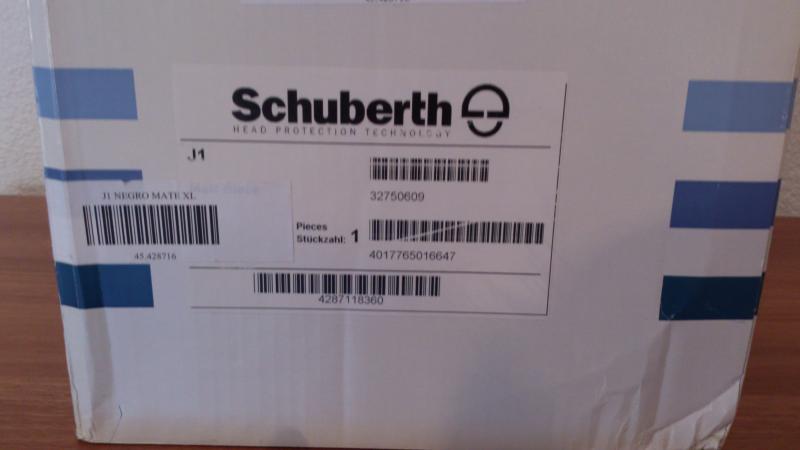 Schuberth
HEAD PROTECTION TECHNOLOGY
J1
32750609
J1 NEGRO MATE XL
45.428716
Pieces
Stückzahl: 1
4017765016647
4287118360